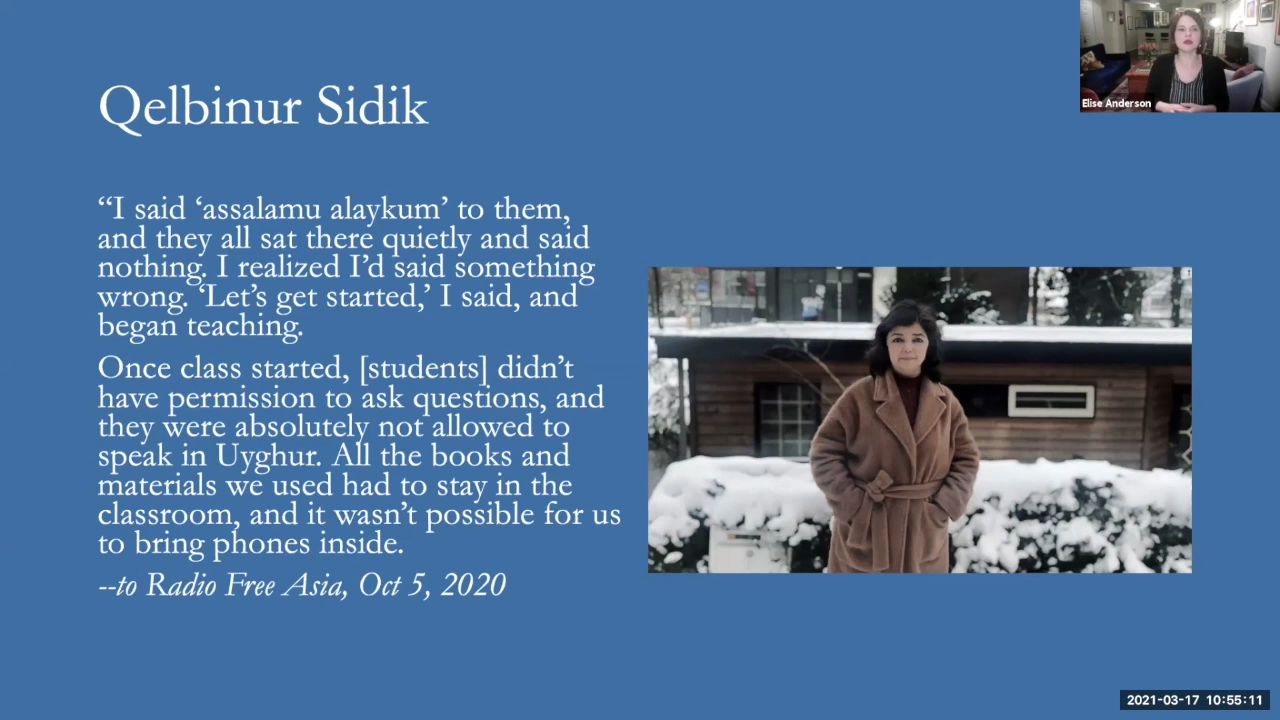 Qelbinur Sidik
Elise Anderson
“I said ‘assalamu alaykum’ to them,
and they all sat there quietly and said
nothing. I realized I’d said something
wrong. ‘Let’s get started,’ I said, and
began teaching.
Once class started, [students] didn’t
have permission to ask questions, and
they were absolutely not allowed to
speak in Uyghur. All the books and
materials we used had to stay in the
classroom, and it wasn’t possible for us
to bring phones inside.
--to Radio Free Asia, Oct 5, 2020
2021-03-17 10:55:11